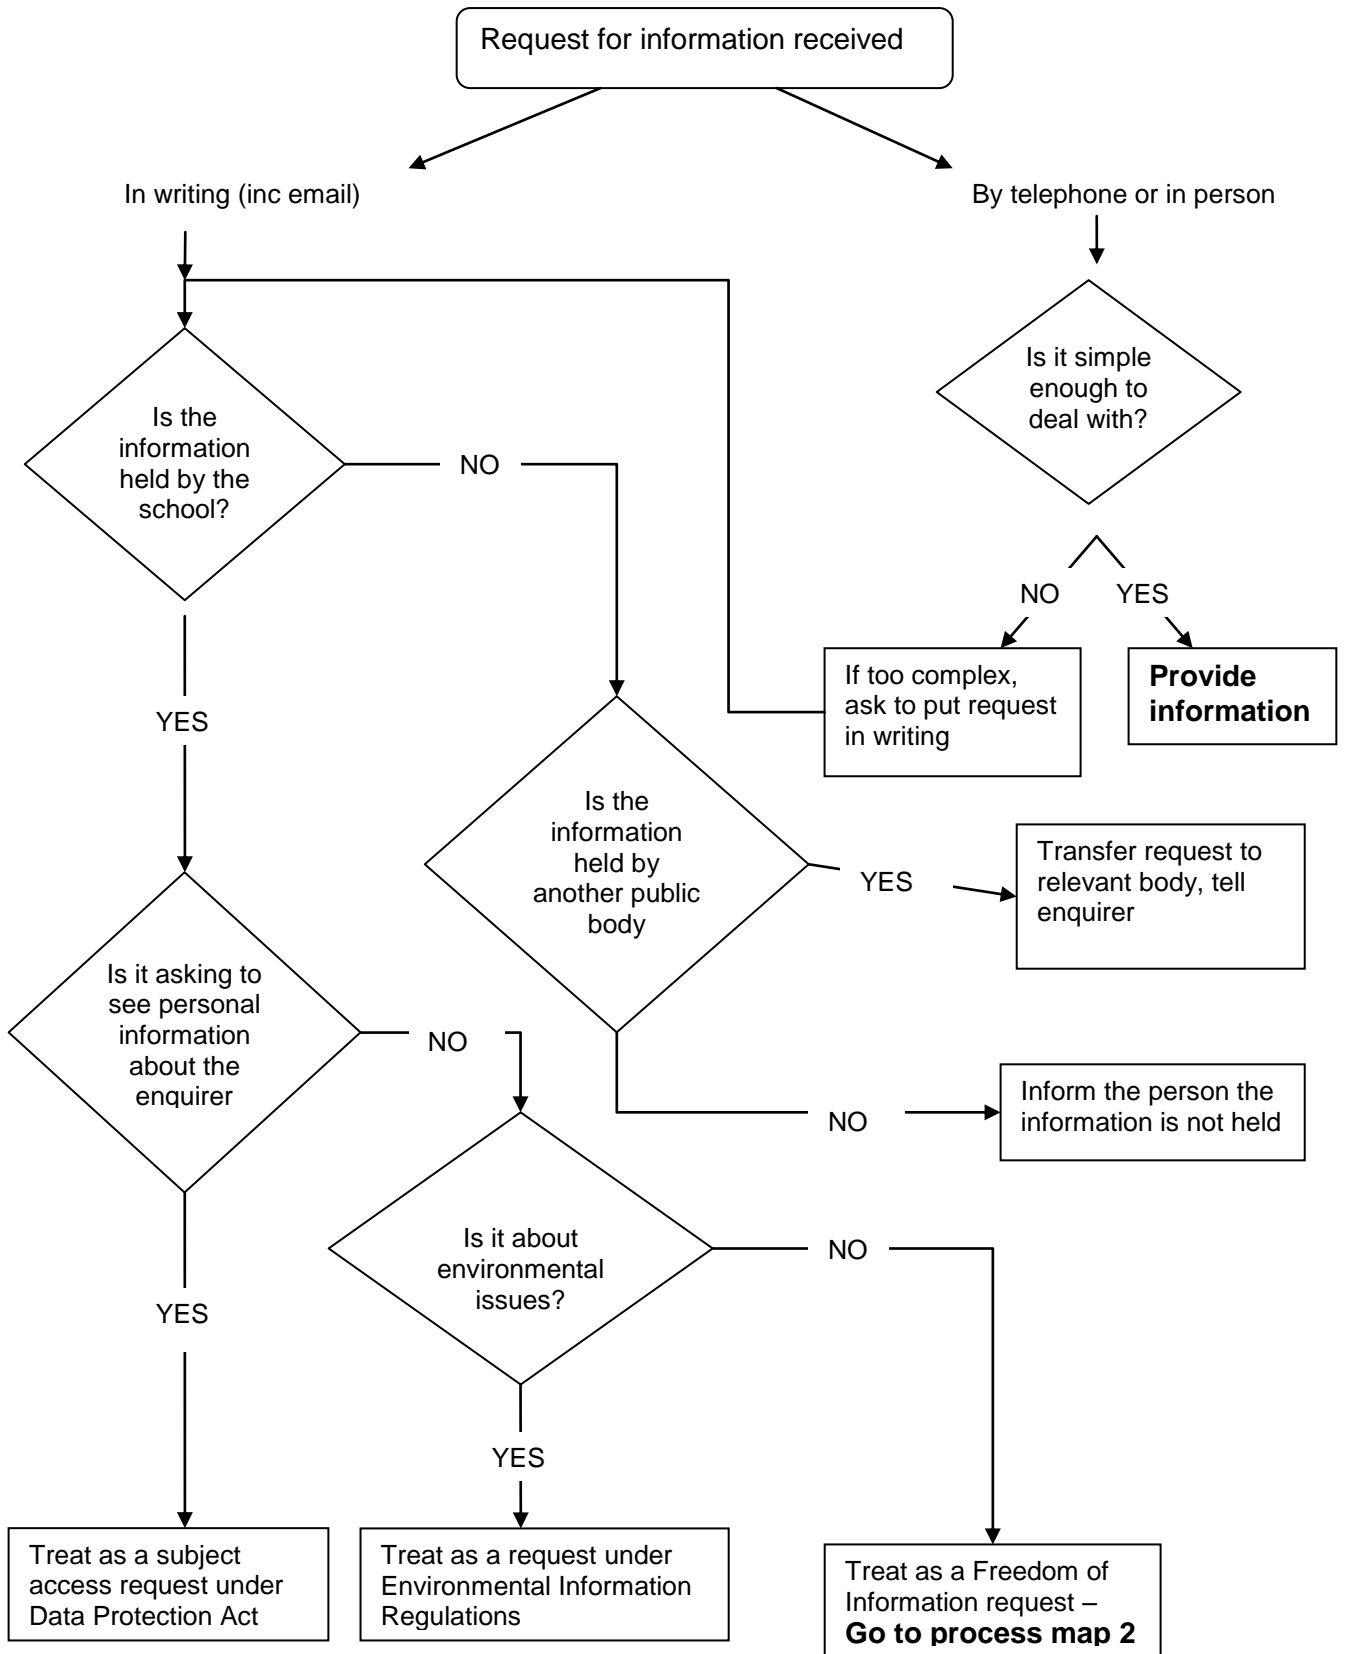 Request for information received
In writing (inc email)
By telephone or in person
Is it simple
enough to
deal with?
Is the
information
held by the
school?
NO
NO
YES
If too complex,
ask to put request
in writing
Provide
information
YES
Is the
information
held by
another public
body
YES
Transfer request to
relevant body, tell
enquirer
Is it asking to
see personal
information
about the
enquirer
NO
Inform the person the
information is not held
NO
Is it about
environmental
issues?
NO
YES
YES
Treat as a subject
access request under
Data Protection Act
Treat as a request under
Environmental Information
Regulations
Treat as a Freedom of
Information request –
Go to process map 2